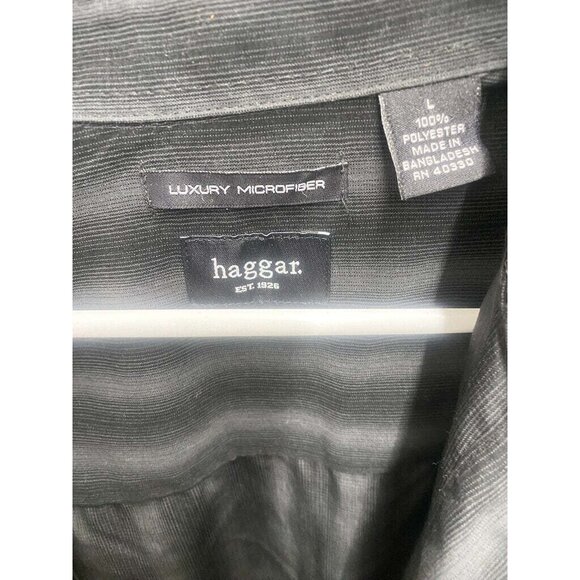 L
100%
POLYESTER
MADE IN
BANGLADESH
RN 40330
LUXURY MICROFIBER
haggar.
EST. 1926